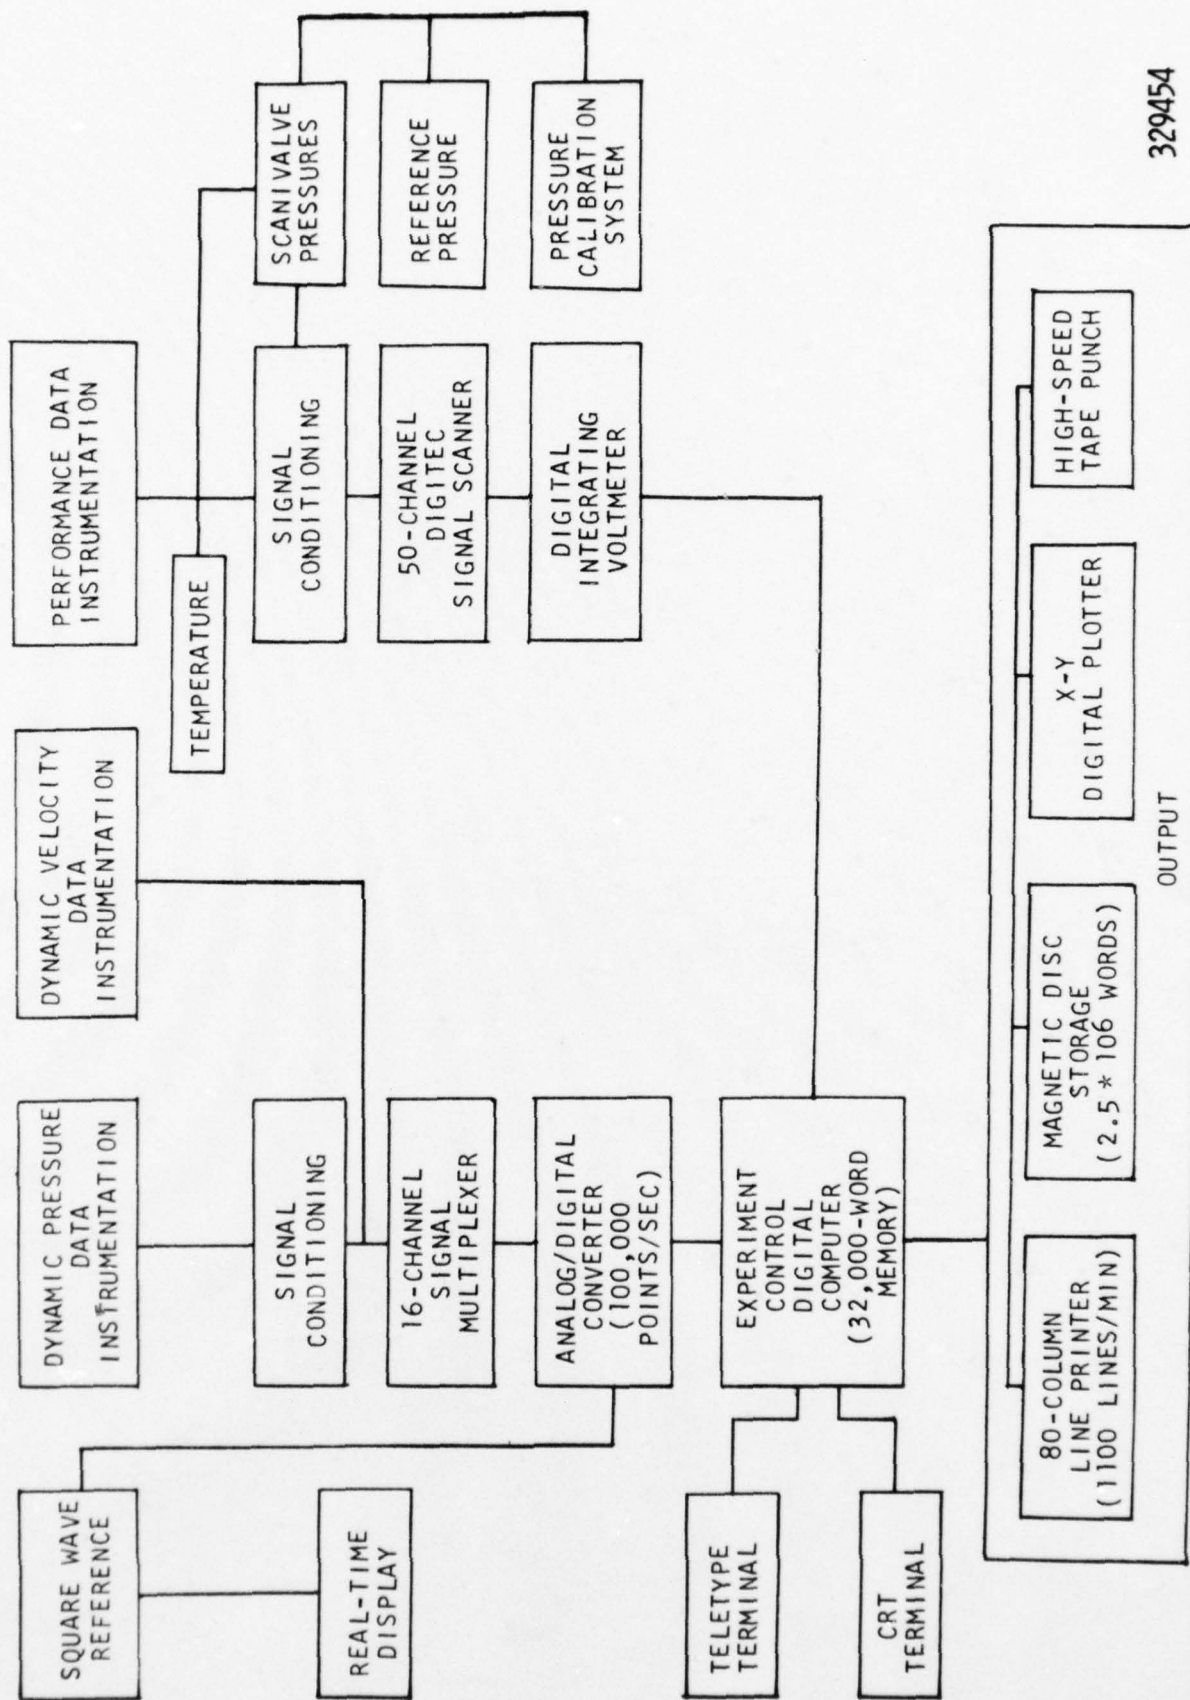 SQUARE WAVE
REFERENCE
REAL-TIME
DISPLAY
TELETYPE
TERMINAL
CRT
TERMINAL
DYNAMIC PRESSURE
DATA
INSTRUMENTATION
SIGNAL
CONDITIONING
16-CHANNEL
SIGNAL
MULTIPLEXER
ANALOG/DIGITAL
CONVERTER
(100,000
POINTS/SEC)
EXPERIMENT
CONTROL
DIGITAL
COMPUTER
(32,000-WORD
MEMORY)
DYNAMIC VELOCITY
DATA
INSTRUMENTATION
PERFORMANCE DATA
INSTRUMENTATION
TEMPERATURE
SIGNAL
CONDITIONING
50-CHANNEL
DIGITEC
SIGNAL SCANNER
DIGITAL
INTEGRATING
VOLTMETER
SCANIVALVE
PRESSURES
REFERENCE
PRESSURE
PRESSURE
CALIBRATION
SYSTEM
80-COLUMN
LINE PRINTER
(1100 LINES/MIN)
MAGNETIC DISC
STORAGE
(2.5*106 WORDS)
X-Y
DIGITAL PLOTTER
HIGH-SPEED
TAPE PUNCH
OUTPUT
329454